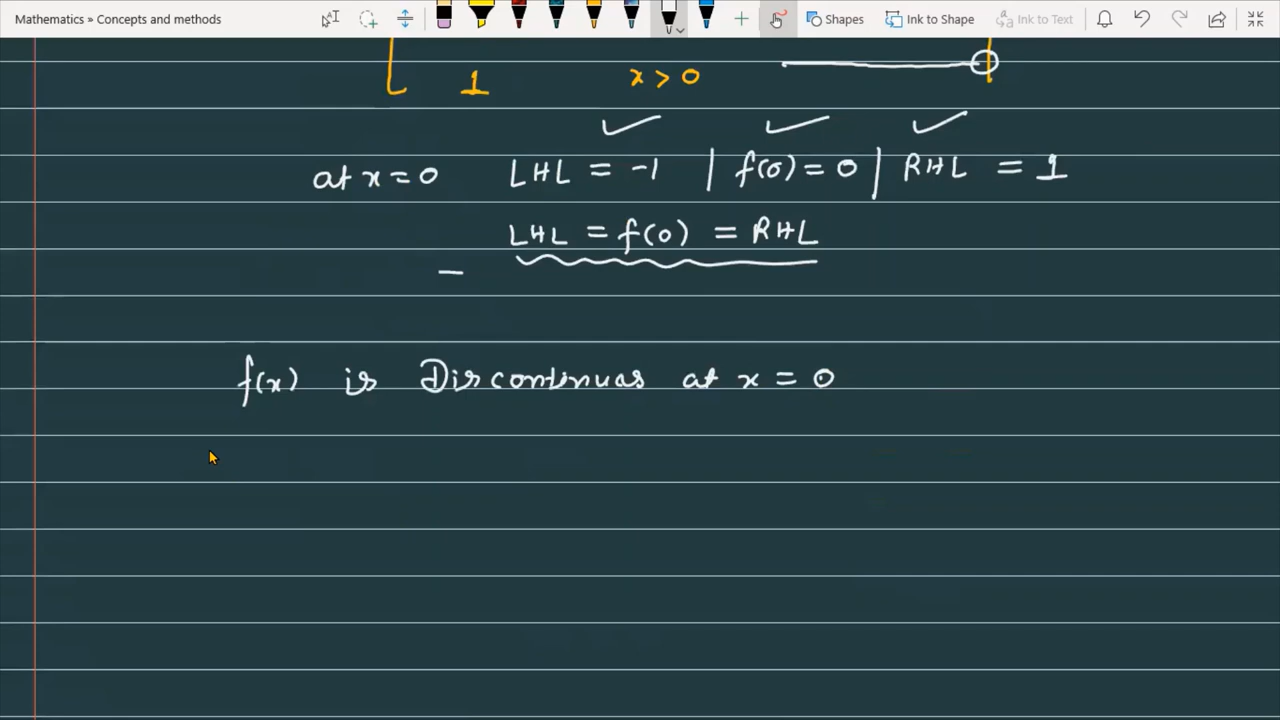 Mathematics » Concepts and methods
Shapes
Ink to Shape
Ink to Text
1 x > 0
at x = 0 LHL = -1 | f(0) = 0 | RHL = 1
LHL = f(0) = RHL
f(x) is Discontinuas at x = 0